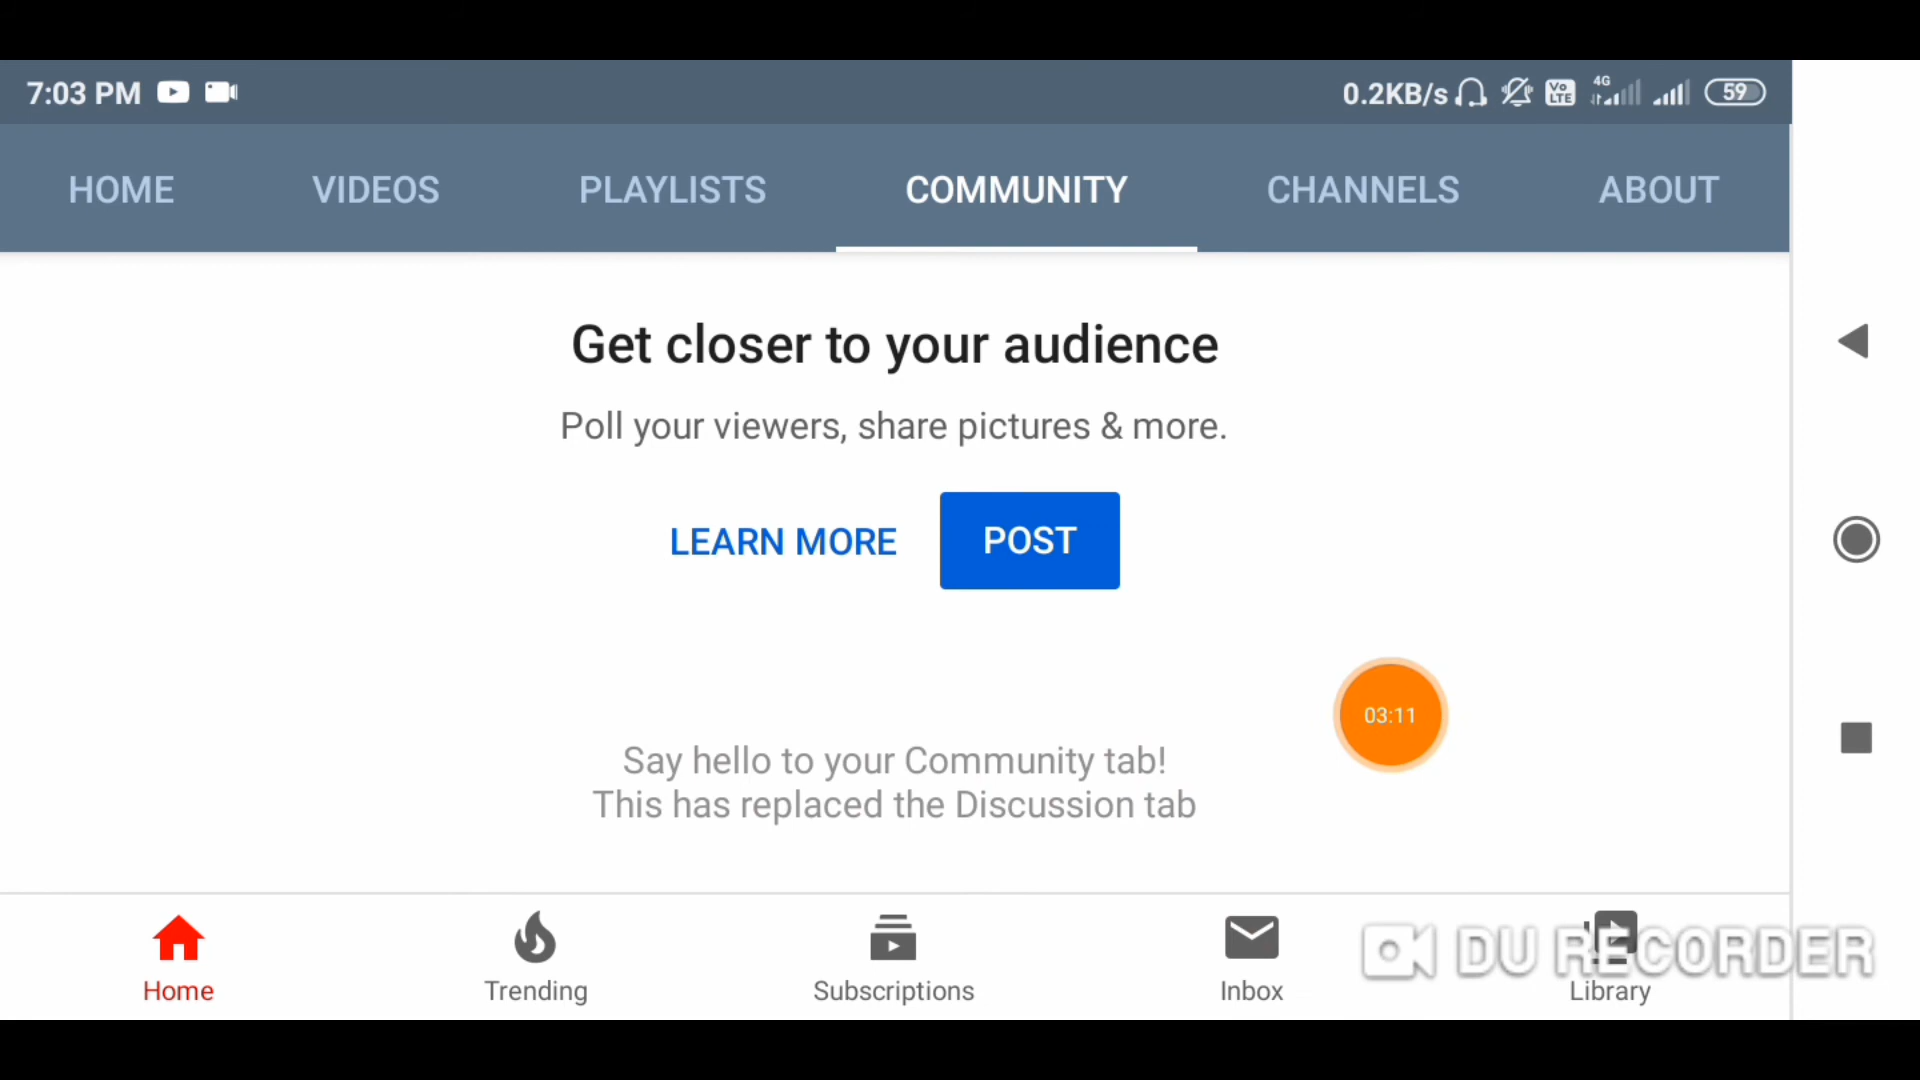 7:03 PM 0.2KB/s Vo LTE 4G 59
HOME VIDEOS PLAYLISTS COMMUNITY CHANNELS ABOUT
Get closer to your audience
Poll your viewers, share pictures & more.
LEARN MORE POST
03:11
Say hello to your Community tab!
This has replaced the Discussion tab
DU RECORDER
Home Trending Subscriptions Inbox Library